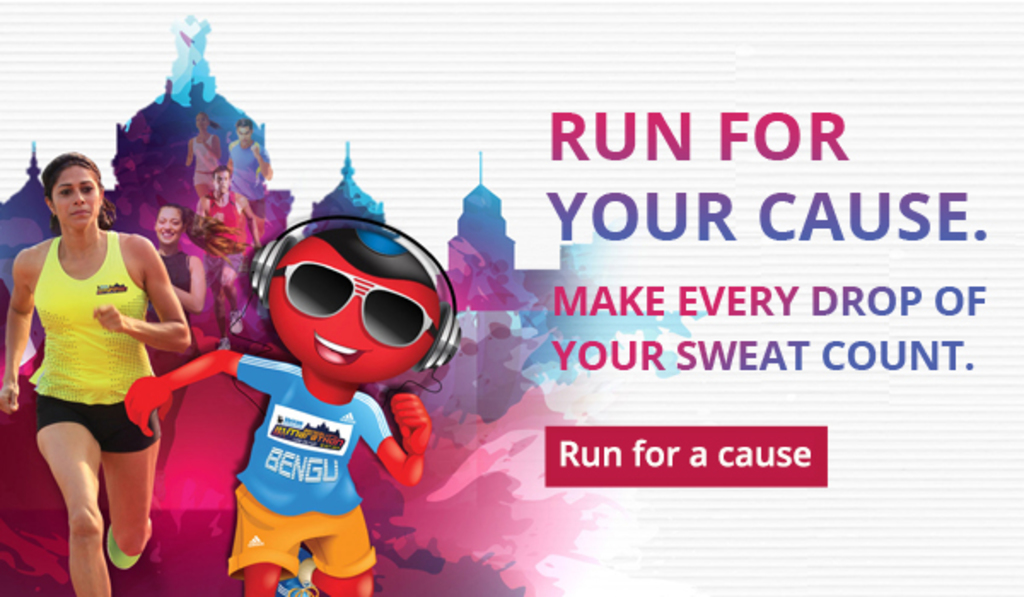 RUN FOR
YOUR CAUSE.
MAKE EVERY DROP OF
YOUR SWEAT COUNT.
Run for a cause
BENGU